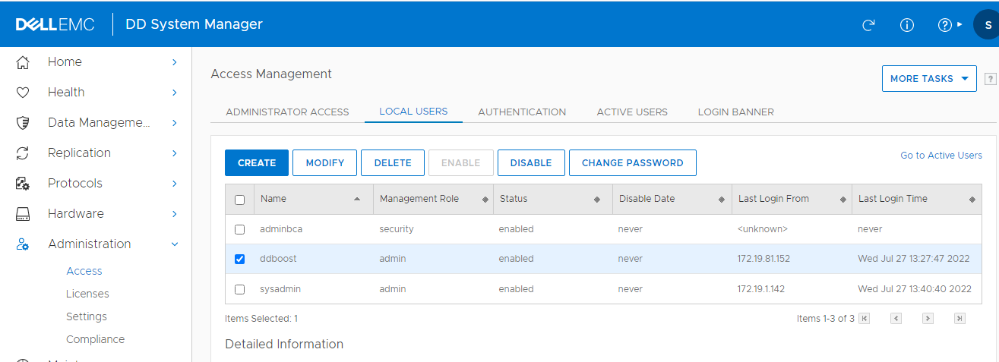 DELLEMC DD System Manager S
Home
Health
Data Manageme...
Replication
Protocols
Hardware
Administration
Access
Licenses
Settings
Compliance
Access Management
MORE TASKS ?
ADMINISTRATOR ACCESS LOCAL USERS AUTHENTICATION ACTIVE USERS LOGIN BANNER
CREATE MODIFY DELETE ENABLE DISABLE CHANGE PASSWORD Go to Active Users
Name Management Role Status Disable Date Last Login From Last Login Time
adminbca security enabled never <unknown> never
ddboost admin enabled never 172.19.81.152 Wed Jul 27 13:27:47 2022
sysadmin admin enabled never 172.19.1.142 Wed Jul 27 13:40:40 2022
Items Selected: 1 Items 1-3 of 3
Detailed Information